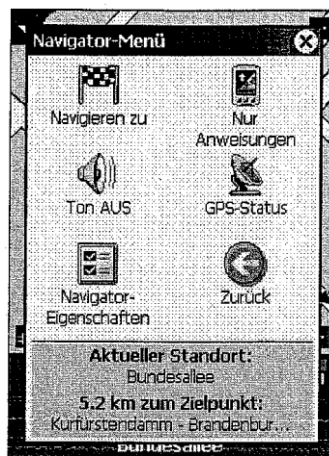 Navigator-Menü
Navigieren zu
Nur
Anweisungen
Ton AUS
GPS-Status
Navigator-
Eigenschaften
Zurück
Aktueller Standort:
Bundesallee
5.2 km zum Zielpunkt:
Kurfürstendamm - Brandenbur...
Bundesallee